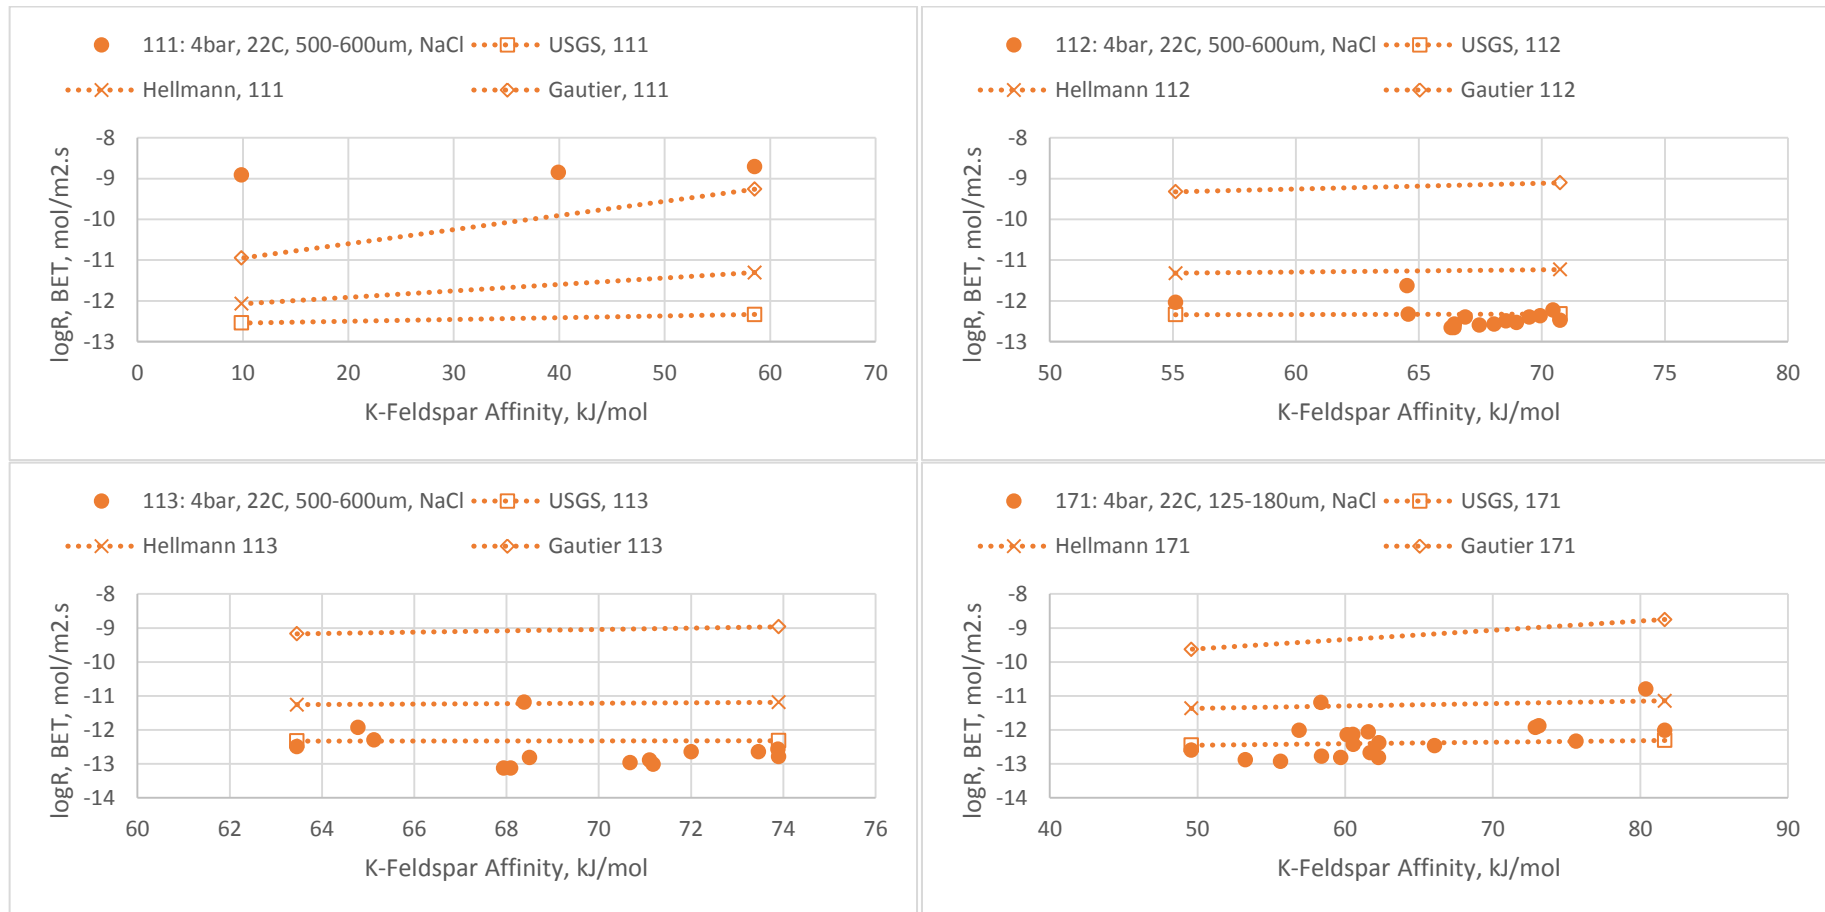 111: 4bar, 22C, 500-600um, NaCl
USGS, 111
Hellmann, 111
Gautier, 111
logR, BET, mol/m2.s
-8
-9
-10
-11
-12
-13
0
10
20
30
40
50
60
70
K-Feldspar Affinity, kJ/mol
112: 4bar, 22C, 500-600um, NaCl
USGS, 112
Hellmann 112
Gautier 112
logR, BET, mol/m2.s
-8
-9
-10
-11
-12
-13
50
55
60
65
70
75
80
K-Feldspar Affinity, kJ/mol
113: 4bar, 22C, 500-600um, NaCl
USGS, 113
Hellmann 113
Gautier 113
logR, BET, mol/m2.s
-8
-9
-10
-11
-12
-13
-14
60
62
64
66
68
70
72
74
76
K-Feldspar Affinity, kJ/mol
171: 4bar, 22C, 125-180um, NaCl
USGS, 171
Hellmann 171
Gautier 171
logR, BET, mol/m2.s
-8
-9
-10
-11
-12
-13
-14
40
50
60
70
80
90
K-Feldspar Affinity, kJ/mol